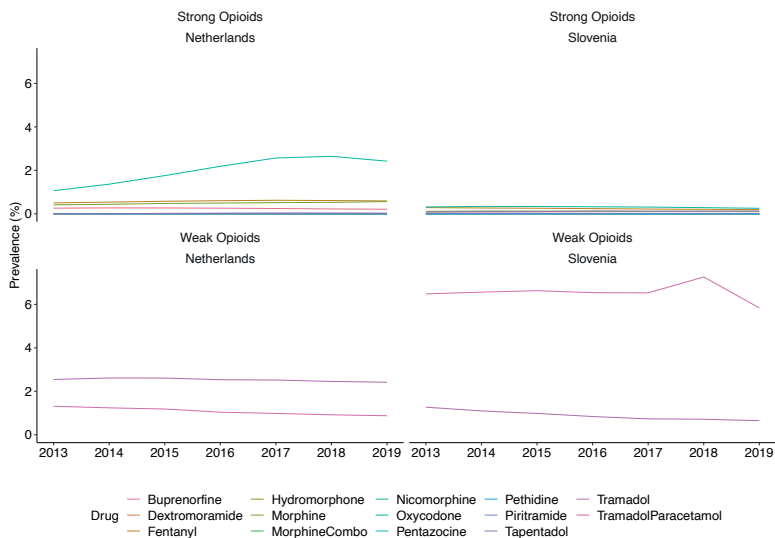 Strong Opioids
Strong Opioids
Netherlands
Slovenia
6
4
2
0
Prevalence (%)
Weak Opioids
Weak Opioids
Netherlands
Slovenia
6
4
2
0
2013 2014 2015 2016 2017 2018 2019
2013 2014 2015 2016 2017 2018 2019
Drug
Buprenorfine
Dextromoramide
Fentanyl
Hydromorphone
Morphine
MorphineCombo
Nicomorphine
Oxycodone
Pentazocine
Pethidine
Piritramide
Tapentadol
Tramadol
TramadolParacetamol